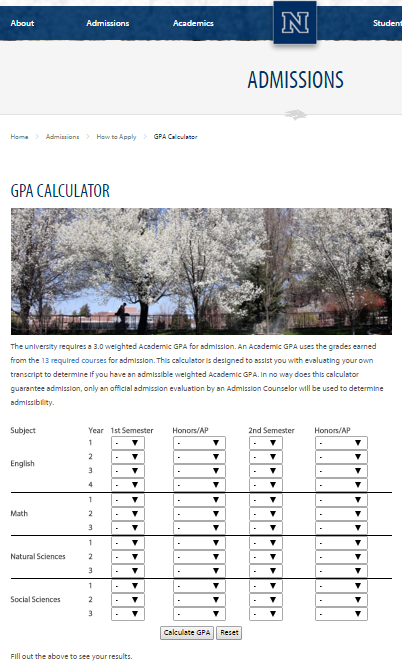 About Admissions Academics N Student
ADMISSIONS
Home Admissions How to Apply GPA Calculator
GPA CALCULATOR
The university requires a 3.0 weighted Academic GPA for admission. An Academic GPA uses the grades earned
from the 13 required courses for admission. This calculator is designed to assist you with evaluating your own
transcript to determine if you have an admissible weighted Academic GPA. In no way does this calculator
guarantee admission, only an official admission evaluation by an Admission Counselor will be used to determine
admissibility.
Subject Year 1st Semester Honors/AP 2nd Semester Honors/AP
1 - - - -
2 - - - -
English
3 - - - -
4 - - - -
1 - - - -
Math 2 - - - -
3 - - - -
1 - - - -
Natural Sciences 2 - - - -
3 - - - -
1 - - - -
Social Sciences 2 - - - -
3 - - - -
Calculate GPA Reset
Fill out the above to see your results.